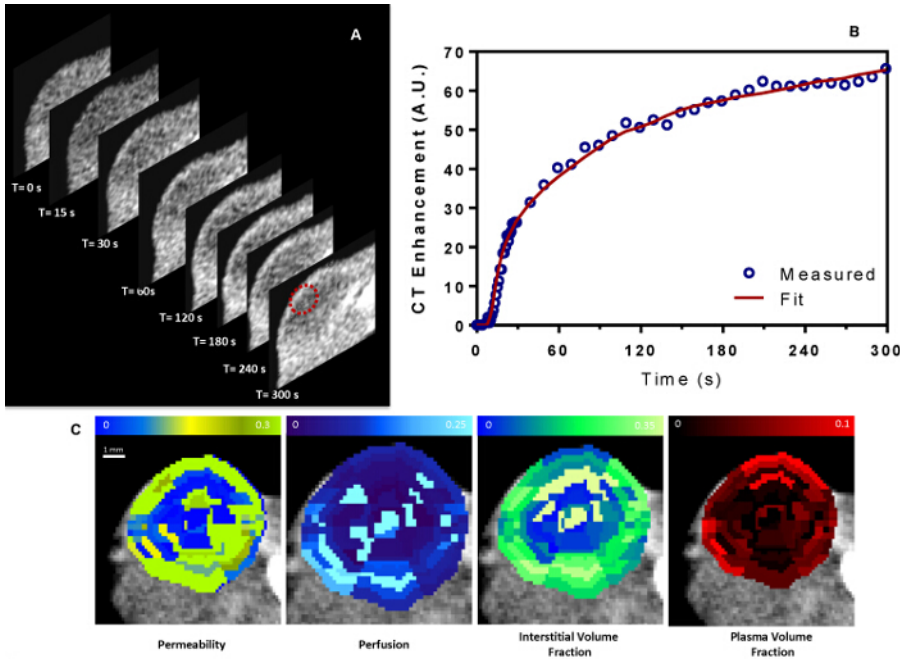 A
T= 0 s
T= 15 s
T= 30 s
T= 60s
T= 120 s
T= 180 s
T= 240 s
T= 300 s
B
CT Enhancement (A.U.)
70
60
50
40
30
20
10
0
0
60
120
180
240
300
Time (s)
Measured
Fit
C
0
0.3
1 mm
Permeability
0
0.25
Perfusion
0
0.35
Interstitial Volume
Fraction
0
0.1
Plasma Volume
Fraction